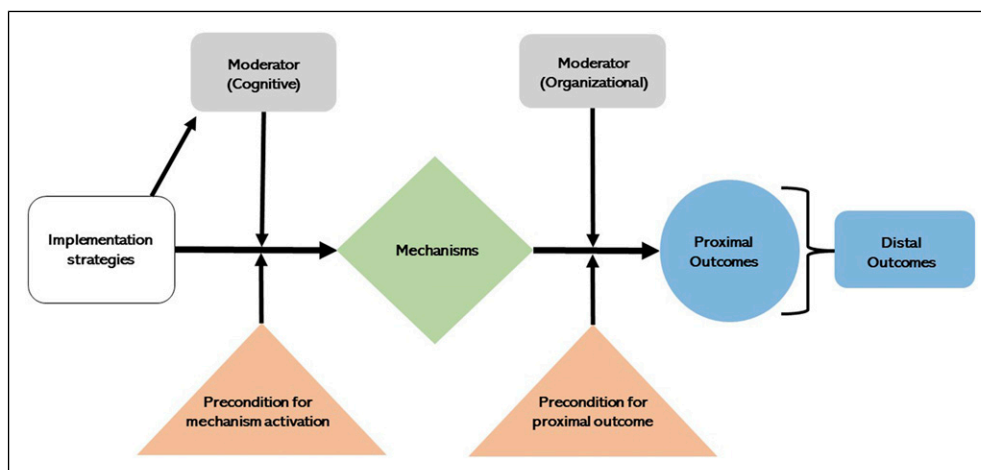 Moderator
(Cognitive)
Moderator
(Organizational)
Implementation
strategies
Mechanisms
Proximal
Outcomes
Distal
Outcomes
Precondition for
mechanism activation
Precondition for
proximal outcome